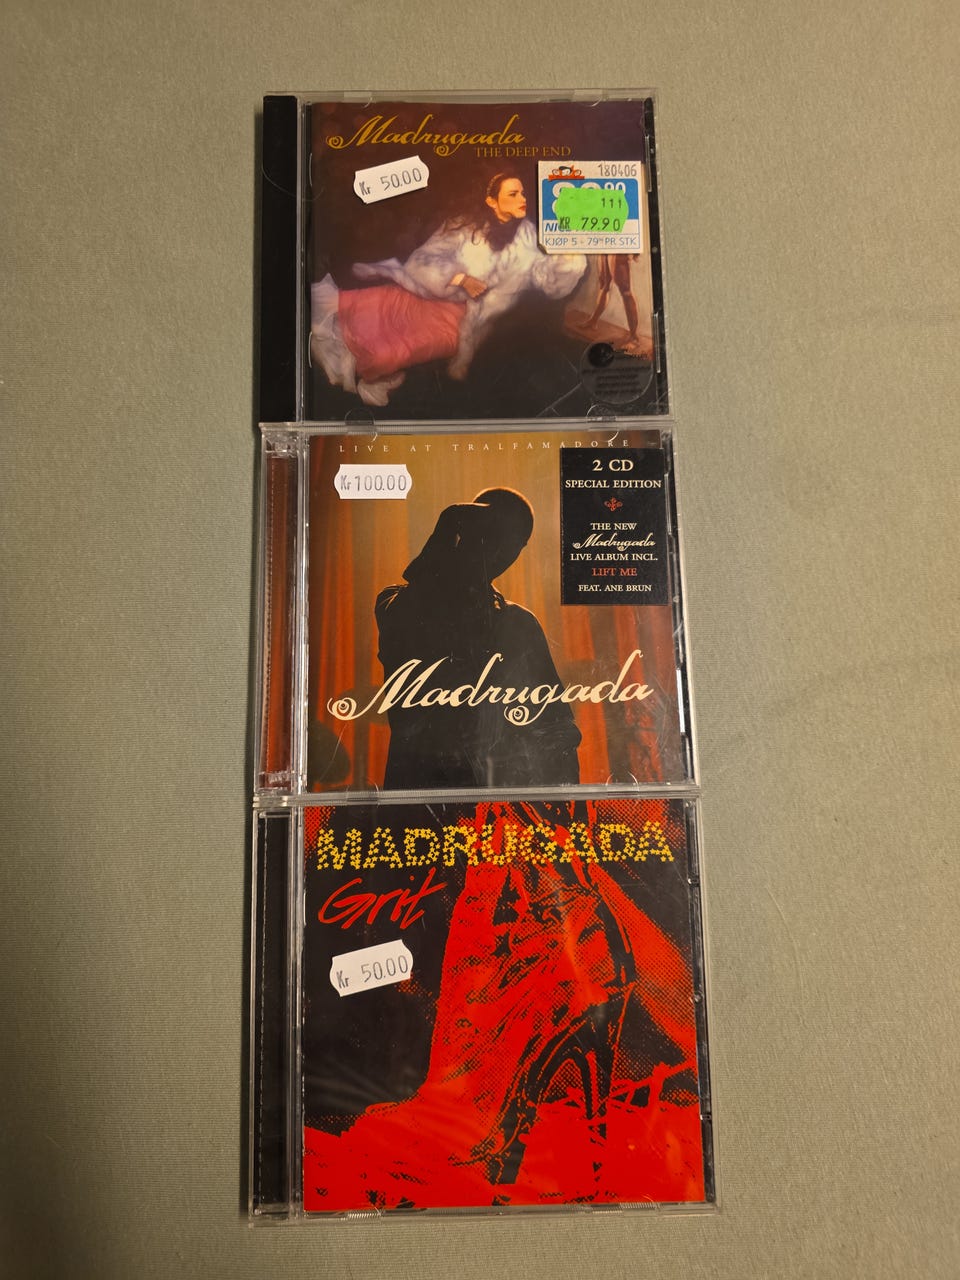 Madrugada
THE DEEP END
Kr 50.00
180406
111
KR 79.90
KJØP 5 - 79⁹⁰ PR STK
LIVE AT TRALFAMADORE
Kr 100.00
2 CD
SPECIAL EDITION
THE NEW
Madrugada
LIVE ALBUM INCL.
LIFT ME
FEAT. ANE BRUN
Madrugada
MADRUGADA
Grit
Kr 50.00